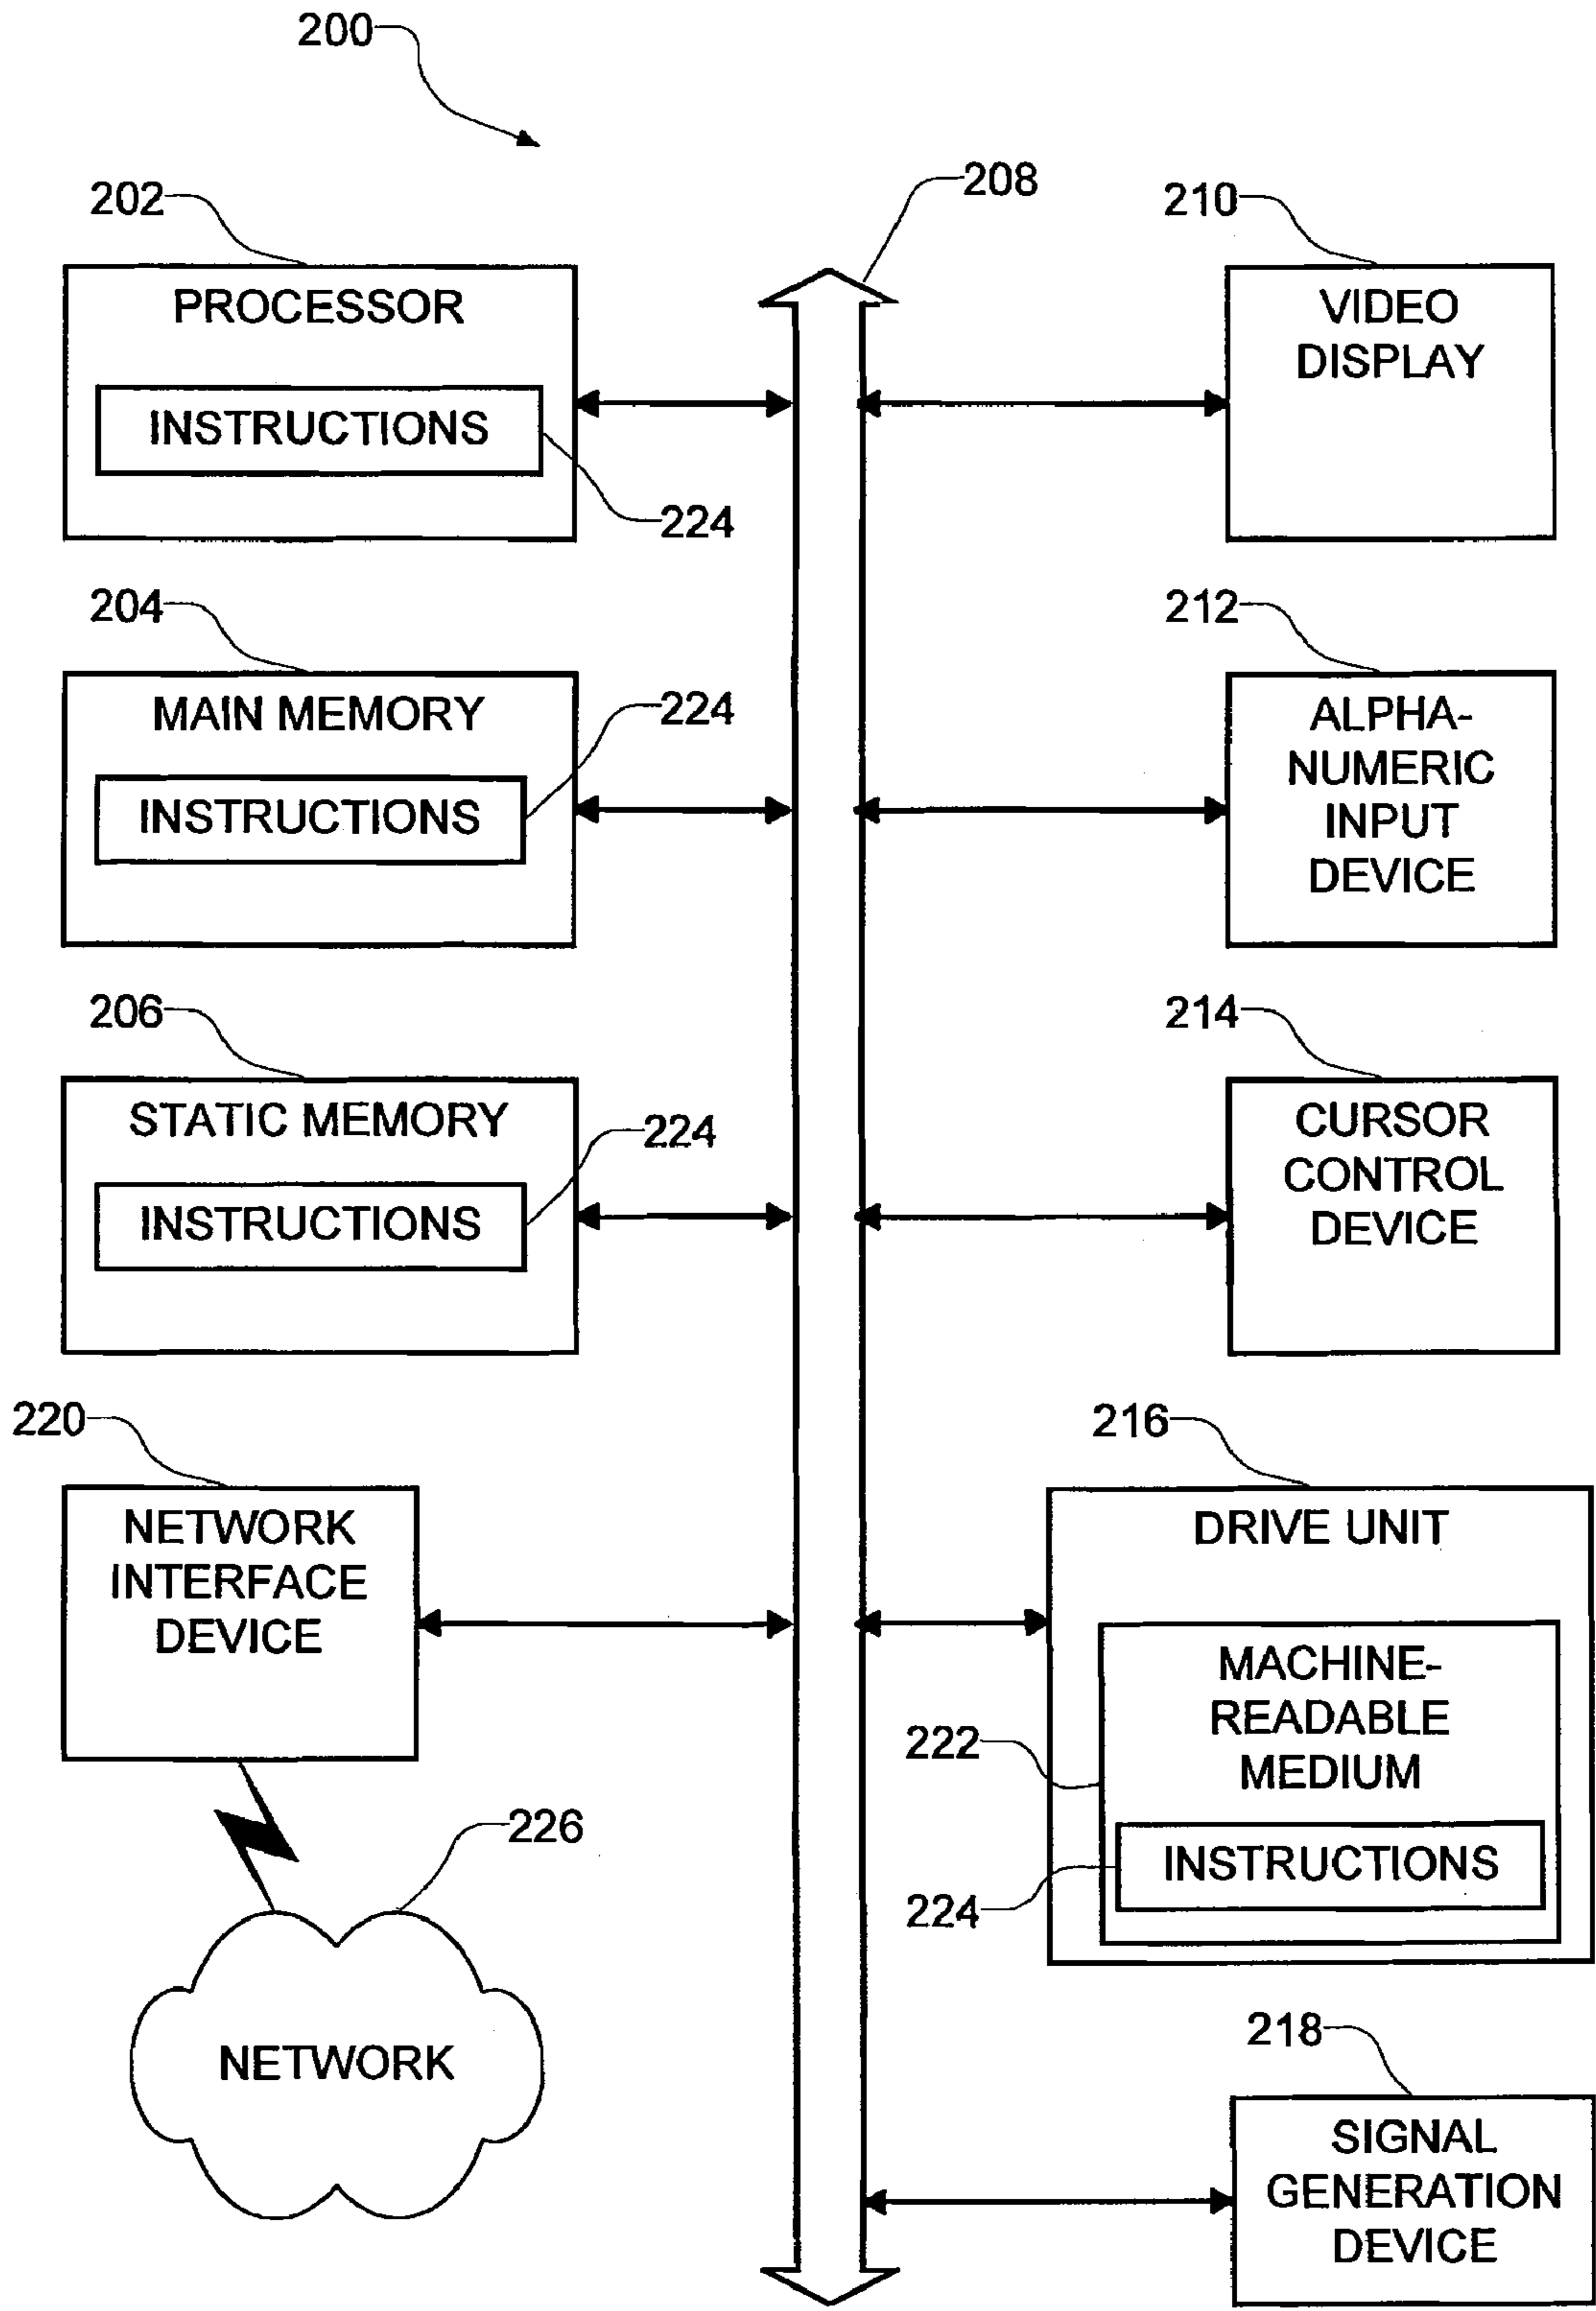 200
202
PROCESSOR
INSTRUCTIONS
224
204
MAIN MEMORY
224
INSTRUCTIONS
206
STATIC MEMORY
224
INSTRUCTIONS
220
NETWORK
INTERFACE
DEVICE
226
NETWORK
208
210
VIDEO
DISPLAY
212
ALPHA-
NUMERIC
INPUT
DEVICE
214
CURSOR
CONTROL
DEVICE
216
DRIVE UNIT
MACHINE-
READABLE
222
MEDIUM
INSTRUCTIONS
224
218
SIGNAL
GENERATION
DEVICE